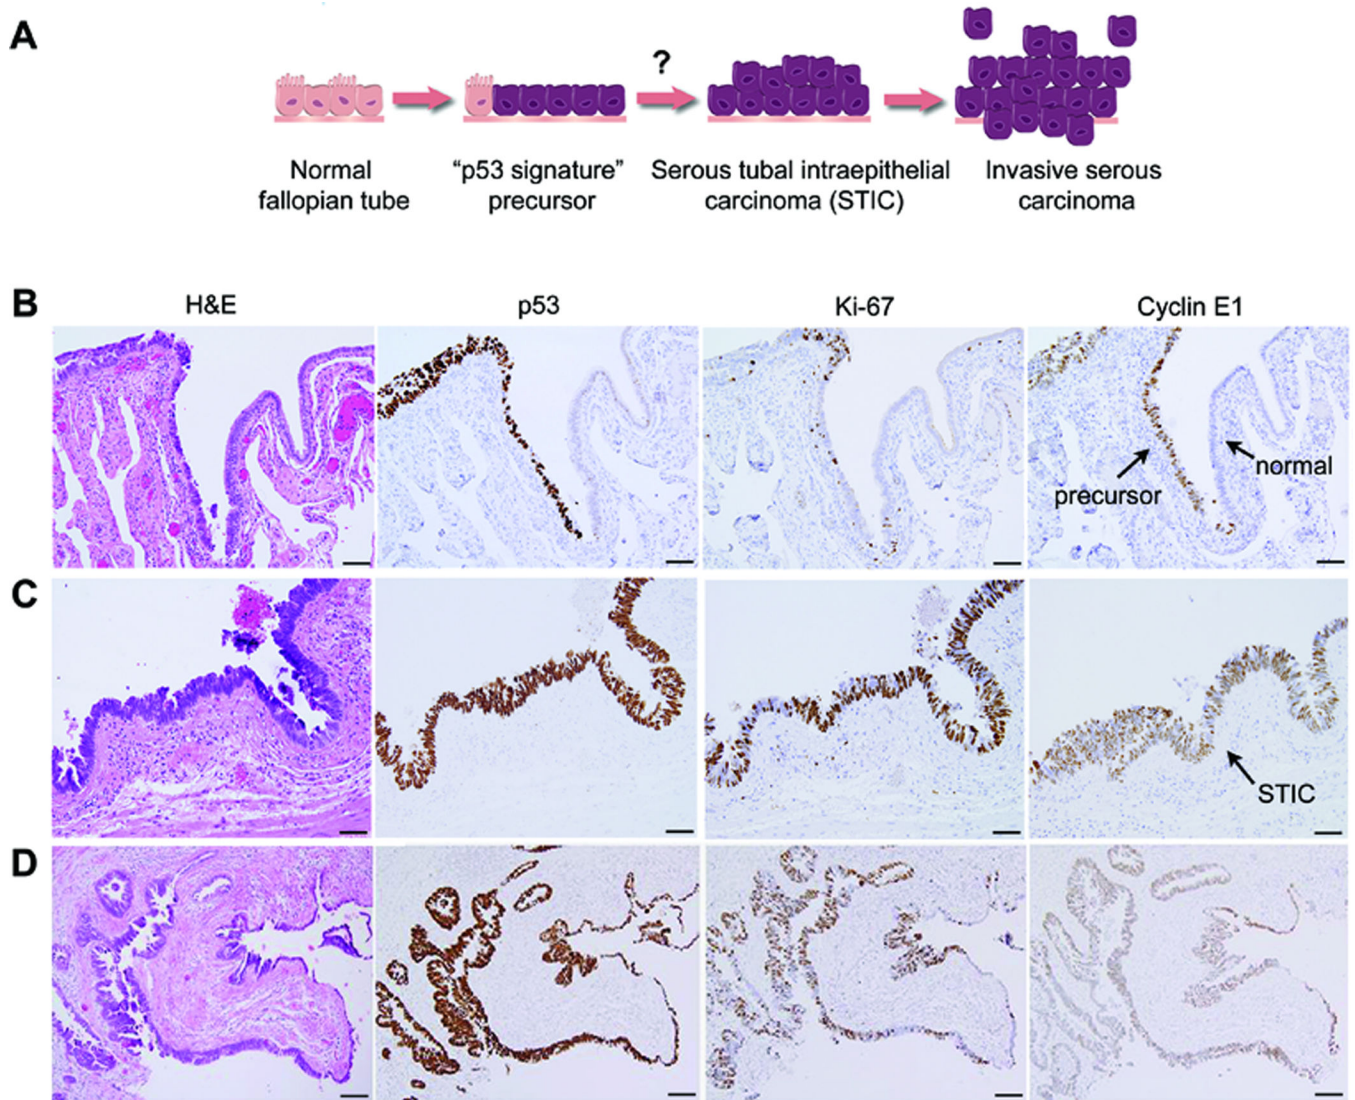 A
?
Normal
fallopian tube
“p53 signature”
precursor
Serous tubal intraepithelial
carcinoma (STIC)
Invasive serous
carcinoma
B
H&E
p53
Ki-67
Cyclin E1
precursor
normal
C
STIC
D